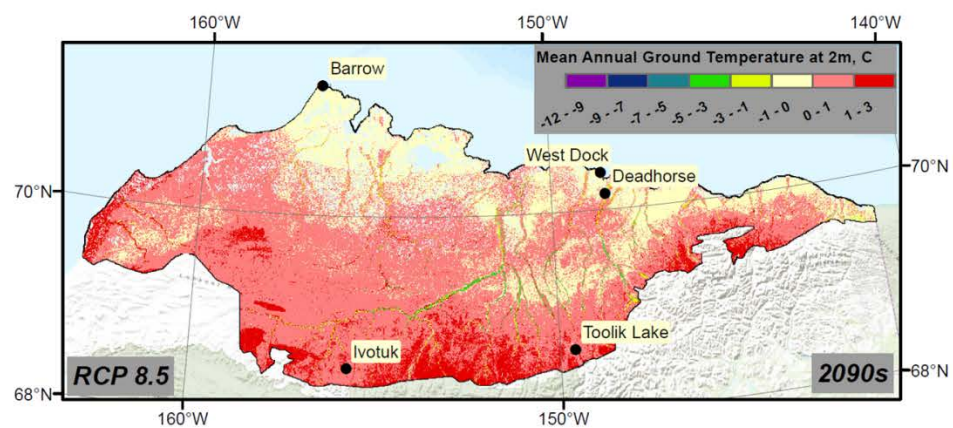 160°W 150°W 140°W
Mean Annual Ground Temperature at 2m, C
-12 - -9 -9 - -7 -7 - -5 -5 - -3 -3 - -1 -1 - 0 0 - 1 1 - 3
Barrow
West Dock
Deadhorse
70°N 70°N
Toolik Lake
Ivotuk
RCP 8.5 2090s
68°N 68°N
160°W 150°W